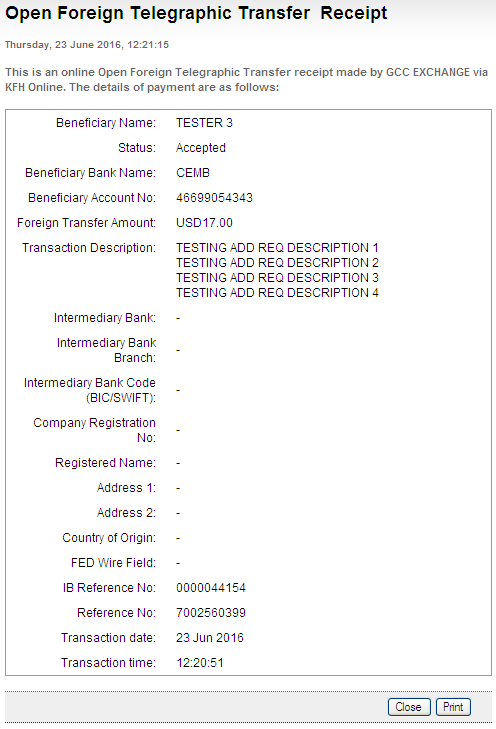 Open Foreign Telegraphic Transfer Receipt
Thursday, 23 June 2016, 12:21:15
This is an online Open Foreign Telegraphic Transfer receipt made by GCC EXCHANGE via
KFH Online. The details of payment are as follows:
Beneficiary Name: TESTER 3
Status: Accepted
Beneficiary Bank Name: CEMB
Beneficiary Account No: 46699054343
Foreign Transfer Amount: USD17.00
Transaction Description: TESTING ADD REQ DESCRIPTION 1
TESTING ADD REQ DESCRIPTION 2
TESTING ADD REQ DESCRIPTION 3
TESTING ADD REQ DESCRIPTION 4
Intermediary Bank: -
Intermediary Bank
Branch: -
Intermediary Bank Code
(BIC/SWIFT): -
Company Registration
No: -
Registered Name: -
Address 1: -
Address 2: -
Country of Origin: -
FED Wire Field: -
IB Reference No: 0000044154
Reference No: 7002560399
Transaction date: 23 Jun 2016
Transaction time: 12:20:51
Close Print